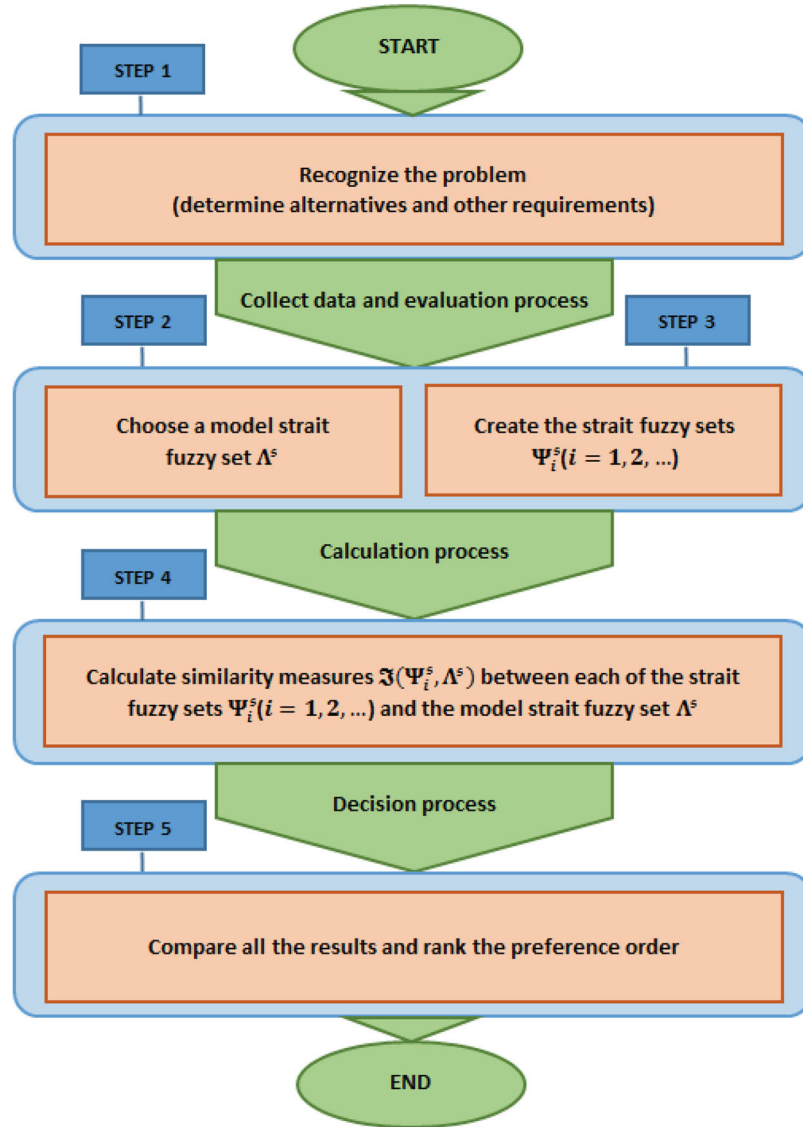 START
STEP 1
Recognize the problem
(determine alternatives and other requirements)
Collect data and evaluation process
STEP 2
STEP 3
Choose a model strait
fuzzy set Λˢ
Create the strait fuzzy sets
Ψᵢˢ(i = 1, 2, …)
Calculation process
STEP 4
Calculate similarity measures 𝕴(Ψᵢˢ, Λˢ) between each of the strait
fuzzy sets Ψᵢˢ(i = 1, 2, …) and the model strait fuzzy set Λˢ
Decision process
STEP 5
Compare all the results and rank the preference order
END